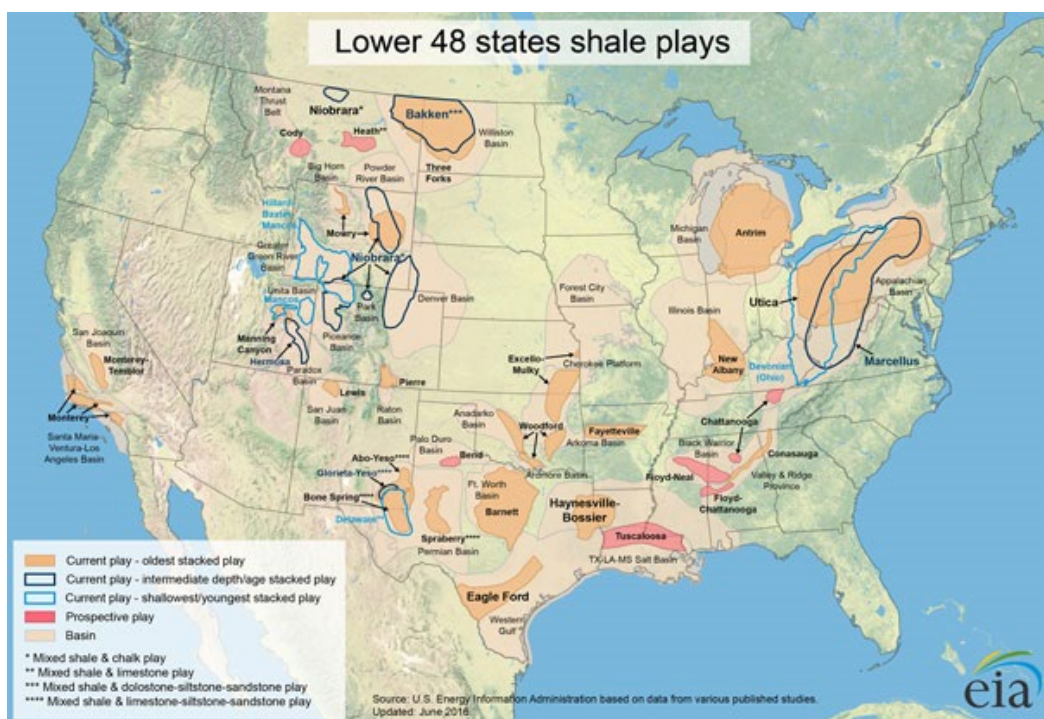 Lower 48 states shale plays
Montana
Thrust
Belt
Niobrara*
Bakken***
Cody
Heath**
Williston
Basin
Big Horn
Basin
Powder
River Basin
Three
Forks
Hilliard-
Baxter-
Mancos
Mowry
Michigan
Basin
Antrim
Greater
Green River
Basin
Niobrara*
Appalachian
Basin
Uinta Basin
Mancos
Park
Basin
Denver Basin
Forest City
Basin
Illinois Basin
Utica
San Joaquin
Basin
Manning
Canyon
Piceance
Basin
Hermosa
Monterey-
Temblor
Paradox
Basin
Excello-
Mulky
Cherokee Platform
New
Albany
Devonian
(Ohio)
Marcellus
Pierre
Lewis
Monterey
San Juan
Basin
Raton
Basin
Anadarko
Basin
Woodford
Fayetteville
Chattanooga
Santa Maria-
Ventura-Los
Angeles Basin
Palo Duro
Basin
Arkoma Basin
Black Warrior
Basin
Conasauga
Abo-Yeso****
Bend
Ardmore Basin
Glorieta-Yeso****
Floyd-Neal
Valley & Ridge
Province
Bone Spring****
Ft. Worth
Basin
Haynesville-
Bossier
Floyd-
Chattanooga
Barnett
Spraberry****
Permian Basin
Tuscaloosa
TX-LA-MS Salt Basin
Eagle Ford
Western
Gulf
Current play - oldest stacked play
Current play - intermediate depth/age stacked play
Current play - shallowest/youngest stacked play
Prospective play
Basin
* Mixed shale & chalk play
** Mixed shale & limestone play
*** Mixed shale & dolostone-siltstone-sandstone play
**** Mixed shale & limestone-siltstone-sandstone play
Source: U.S. Energy Information Administration based on data from various published studies.
Updated: June 2016
eia